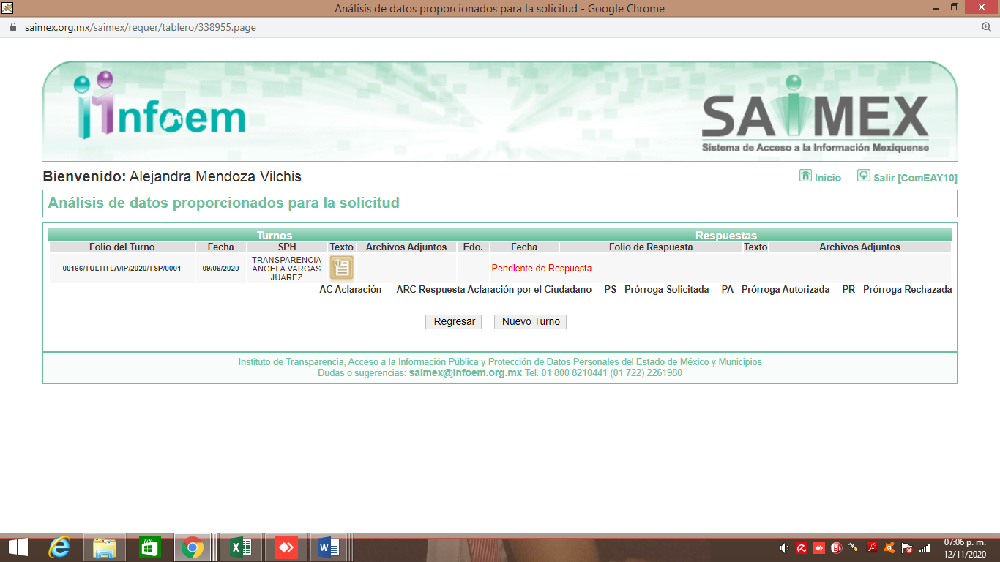 Análisis de datos proporcionados para la solicitud - Google Chrome
saimex.org.mx/saimex/requer/tablero/338955.page
infoem
SAIMEX
Sistema de Acceso a la Información Mexiquense
Bienvenido: Alejandra Mendoza Vilchis
Inicio Salir [ComEAY10]
Análisis de datos proporcionados para la solicitud
Turnos Respuestas
Folio del Turno Fecha SPH Texto Archivos Adjuntos Edo. Fecha Folio de Respuesta Texto Archivos Adjuntos
00166/TULTITLA/IP/2020/TSP/0001 09/09/2020 TRANSPARENCIA
ANGELA VARGAS
JUAREZ
Pendiente de Respuesta
AC Aclaración ARC Respuesta Aclaración por el Ciudadano PS - Prórroga Solicitada PA - Prórroga Autorizada PR - Prórroga Rechazada
Regresar Nuevo Turno
Instituto de Transparencia, Acceso a la Información Pública y Protección de Datos Personales del Estado de México y Municipios
Dudas o sugerencias: saimex@infoem.org.mx Tel. 01 800 8210441 (01 722) 2261980
07:06 p. m.
12/11/2020